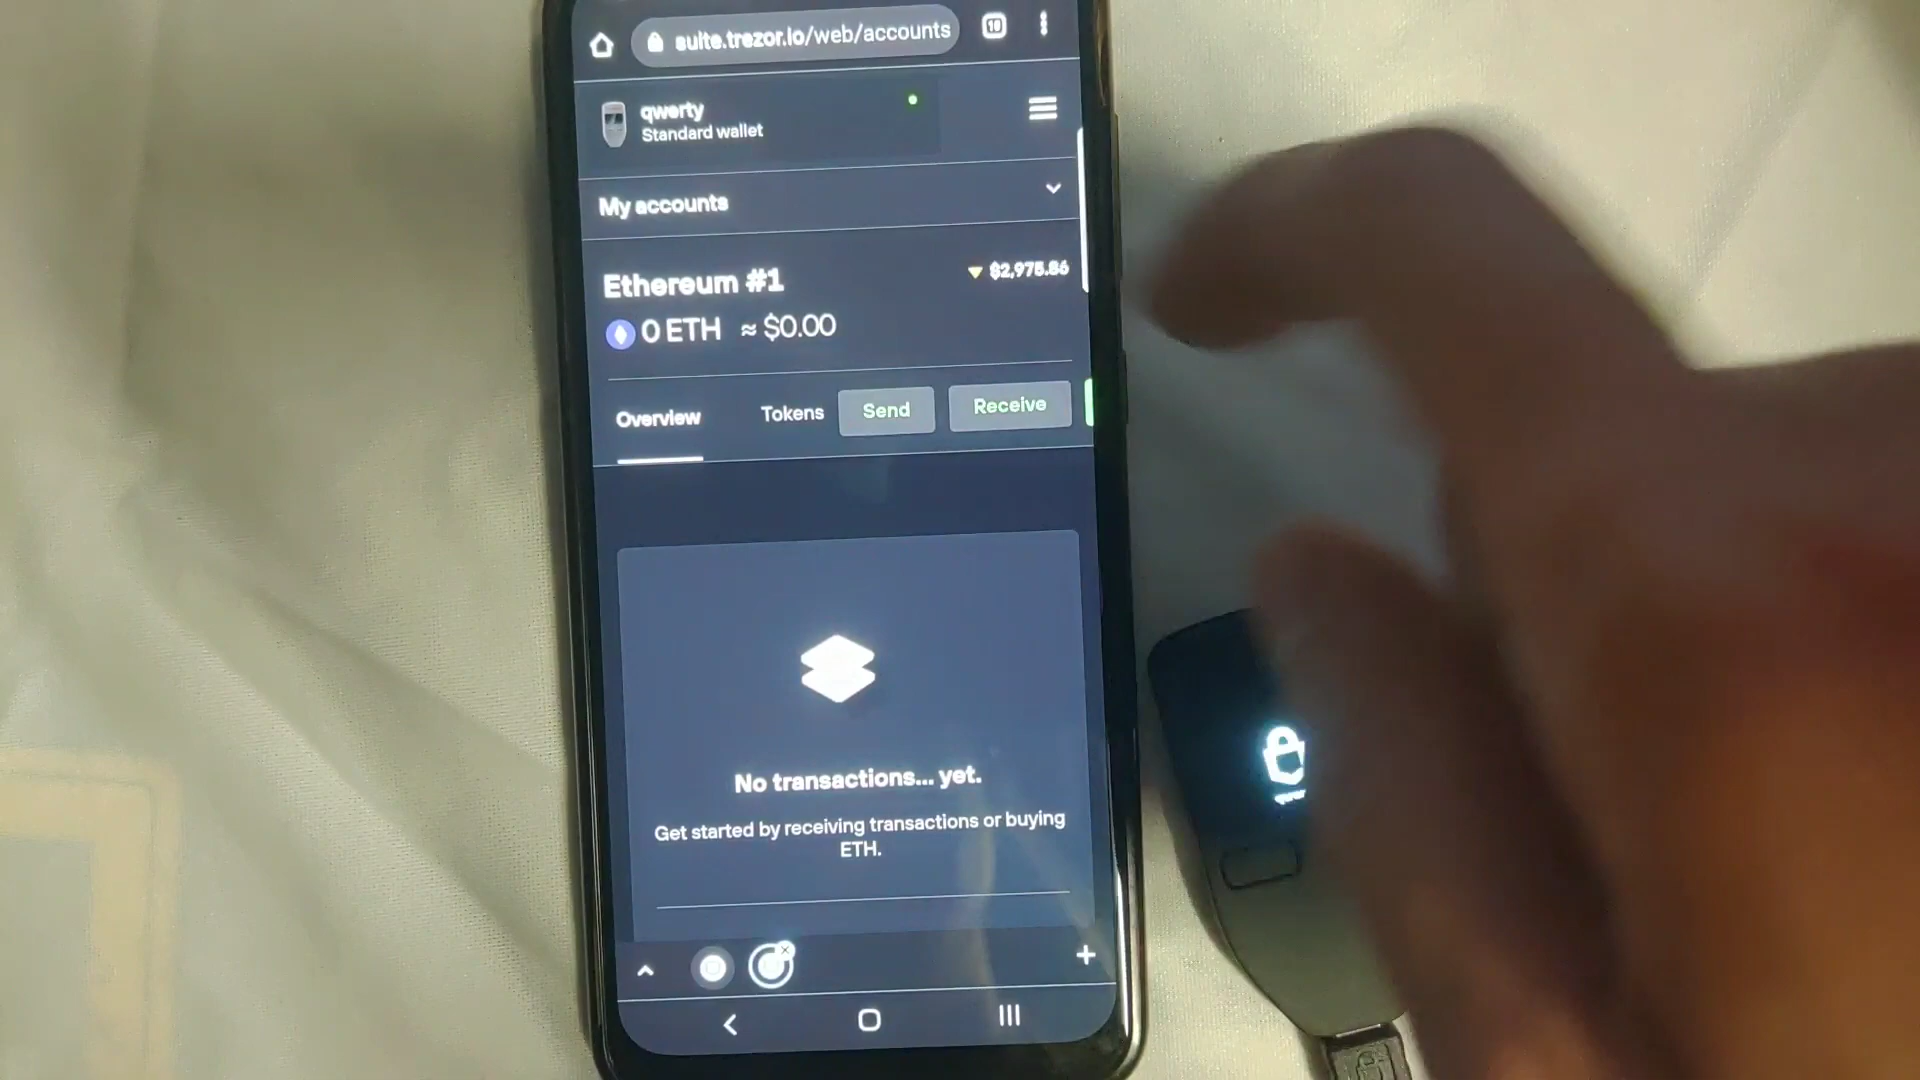 suite.trezor.io/web/accounts
18
qwerty
Standard wallet
My accounts
Ethereum #1
$2,975.86
0 ETH ≈ $0.00
Overview Tokens Send Receive
No transactions... yet.
Get started by receiving transactions or buying
ETH.